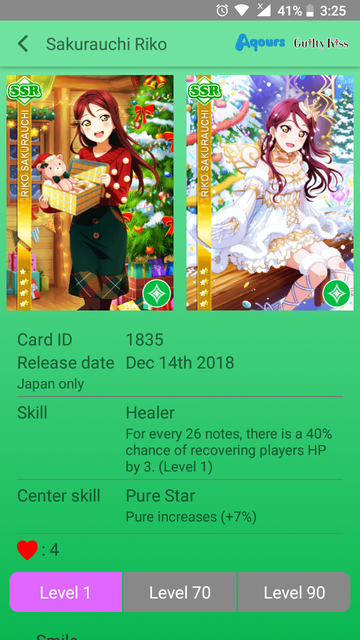 41% 3:25
Sakurauchi Riko Aqours Guilty Kiss
SSR SSR
RIKO SAKURAUCHI RIKO SAKURAUCHI
Card ID 1835
Release date Dec 14th 2018
Japan only
Skill Healer
For every 26 notes, there is a 40%
chance of recovering players HP
by 3. (Level 1)
Center skill Pure Star
Pure increases (+7%)
: 4
Level 1 Level 70 Level 90
Smile